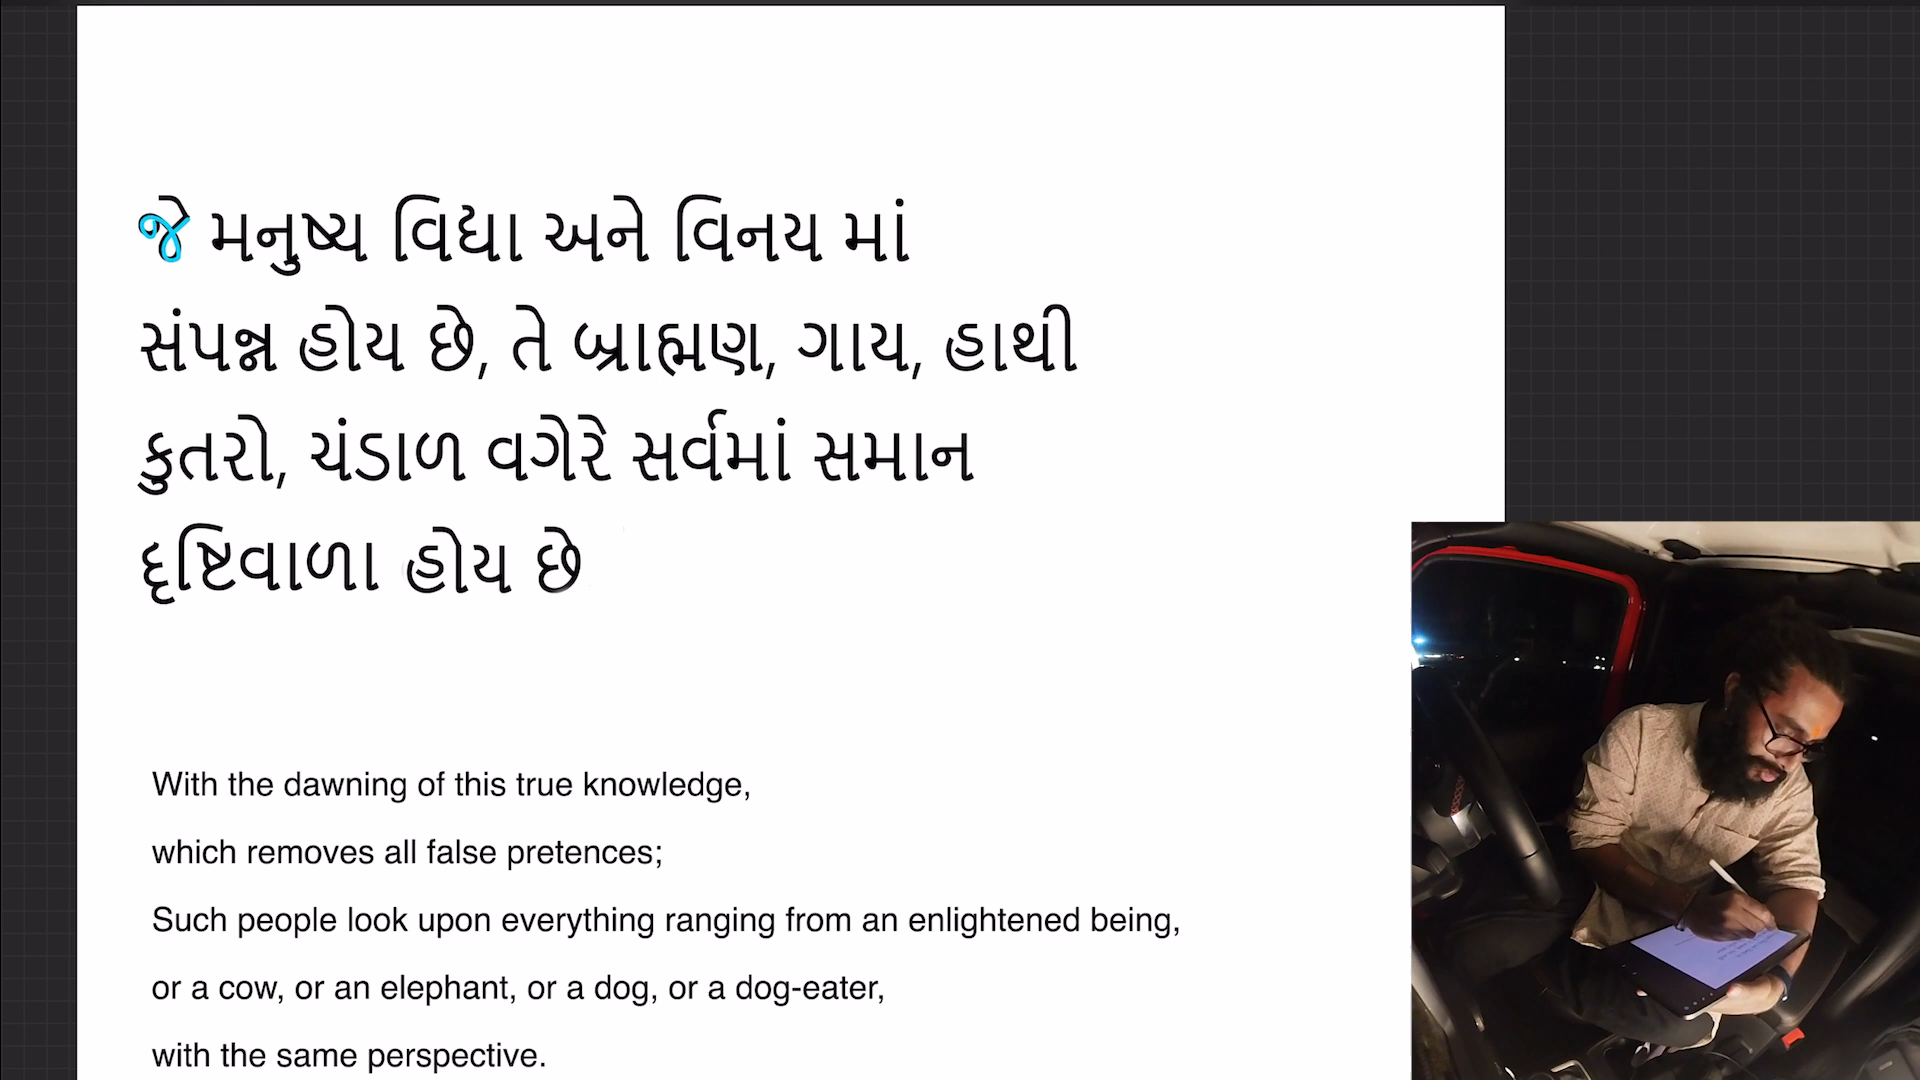 જે મનુષ્ય વિદ્યા અને વિનય માં
સંપન્ન હોય છે, તે બ્રાહ્મણ, ગાય, હાથી
કુતરો, ચંડાળ વગેરે સર્વમાં સમાન
દૃષ્ટિવાળા હોય છે
With the dawning of this true knowledge,
which removes all false pretences;
Such people look upon everything ranging from an enlightened being,
or a cow, or an elephant, or a dog, or a dog-eater,
with the same perspective.